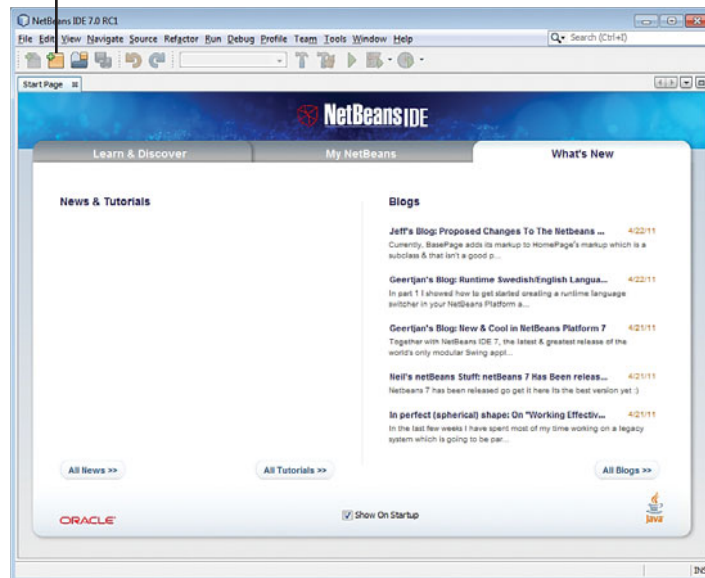 NetBeans IDE 7.0 RC1
File Edit View Navigate Source Refactor Run Debug Profile Team Tools Window Help
Search (Ctrl+I)
Start Page
NetBeans IDE
Learn & Discover
My NetBeans
What's New
News & Tutorials
Blogs
Jeff's Blog: Proposed Changes To The Netbeans ... 4/22/11
Currently, BasePage adds its markup to HomePage's markup which is a
subclass & that isn't a good p...
Geertjan's Blog: Runtime Swedish/English Langua... 4/22/11
In part 1 I showed how to get started creating a runtime language
switcher in your NetBeans Platform a...
Geertjan's Blog: New & Cool in NetBeans Platform 7 4/21/11
Together with NetBeans IDE 7, the latest & greatest release of the
world's only modular Swing appl...
Neil's netBeans Stuff: netBeans 7 Has Been releas... 4/21/11
Netbeans 7 has been released go get it here Its the best version yet :)
In perfect (spherical) shape: On "Working Effectiv... 4/21/11
In the last few weeks I have spent most of my time working on a legacy
system which is going to be par...
All News >>
All Tutorials >>
All Blogs >>
ORACLE
Show On Startup
Java
INS